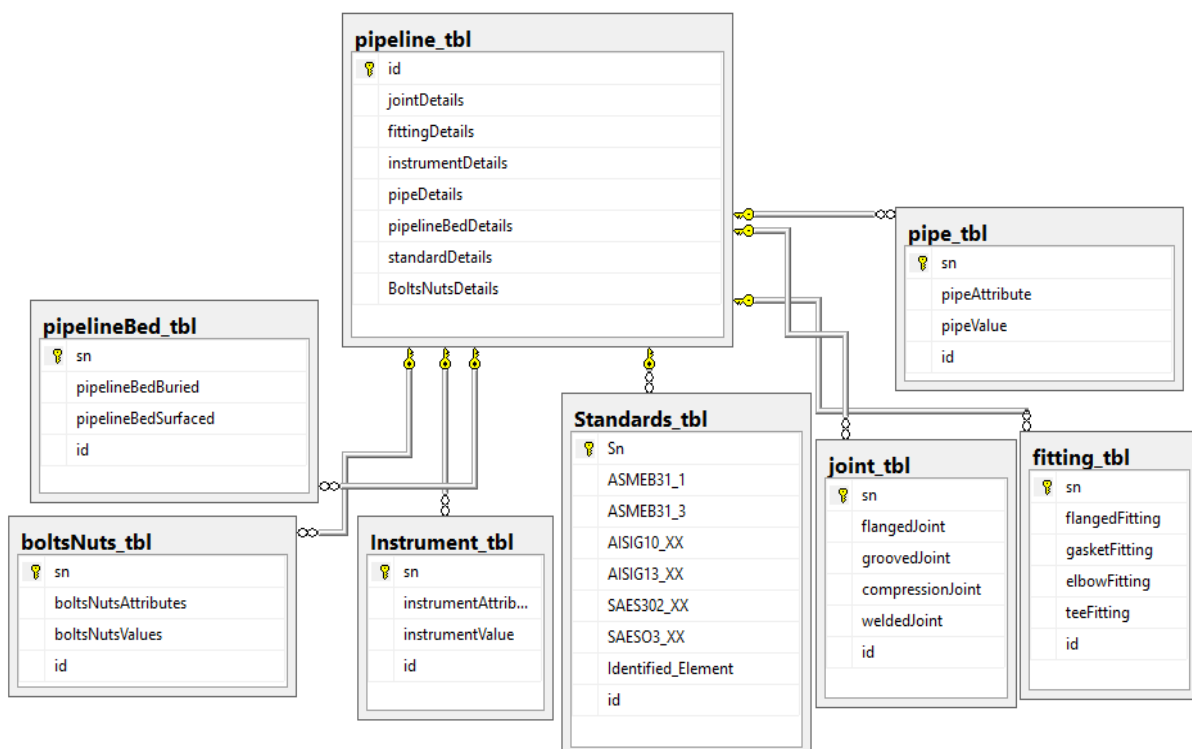 pipeline_tbl
id
jointDetails
fittingDetails
instrumentDetails
pipeDetails
pipelineBedDetails
standardDetails
BoltsNutsDetails
pipe_tbl
sn
pipeAttribute
pipeValue
id
pipelineBed_tbl
sn
pipelineBedBuried
pipelineBedSurfaced
id
Standards_tbl
Sn
ASMEB31_1
ASMEB31_3
AISIG10_XX
AISIG13_XX
SAES302_XX
SAESO3_XX
Identified_Element
id
joint_tbl
sn
flangedJoint
groovedJoint
compressionJoint
weldedJoint
id
fitting_tbl
sn
flangedFitting
gasketFitting
elbowFitting
teeFitting
id
boltsNuts_tbl
sn
boltsNutsAttributes
boltsNutsValues
id
Instrument_tbl
sn
instrumentAttrib...
instrumentValue
id